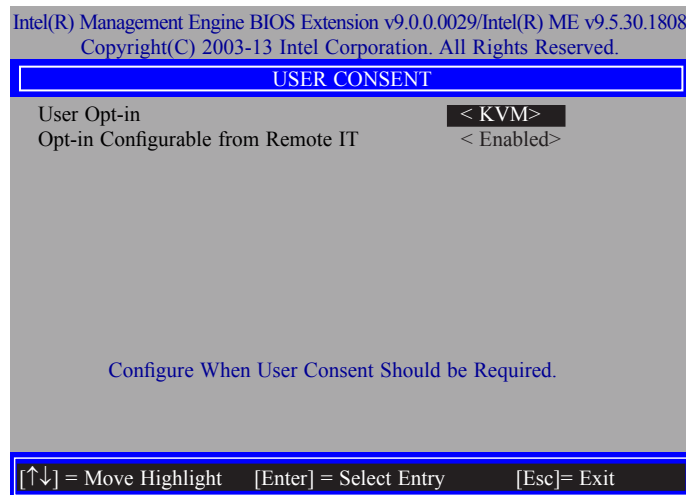 Intel(R) Management Engine BIOS Extension v9.0.0.0029/Intel(R) ME v9.5.30.1808
Copyright(C) 2003-13 Intel Corporation. All Rights Reserved.
USER CONSENT
User Opt-in < KVM>
Opt-in Configurable from Remote IT < Enabled>
Configure When User Consent Should be Required.
[↑↓] = Move Highlight [Enter] = Select Entry [Esc]= Exit